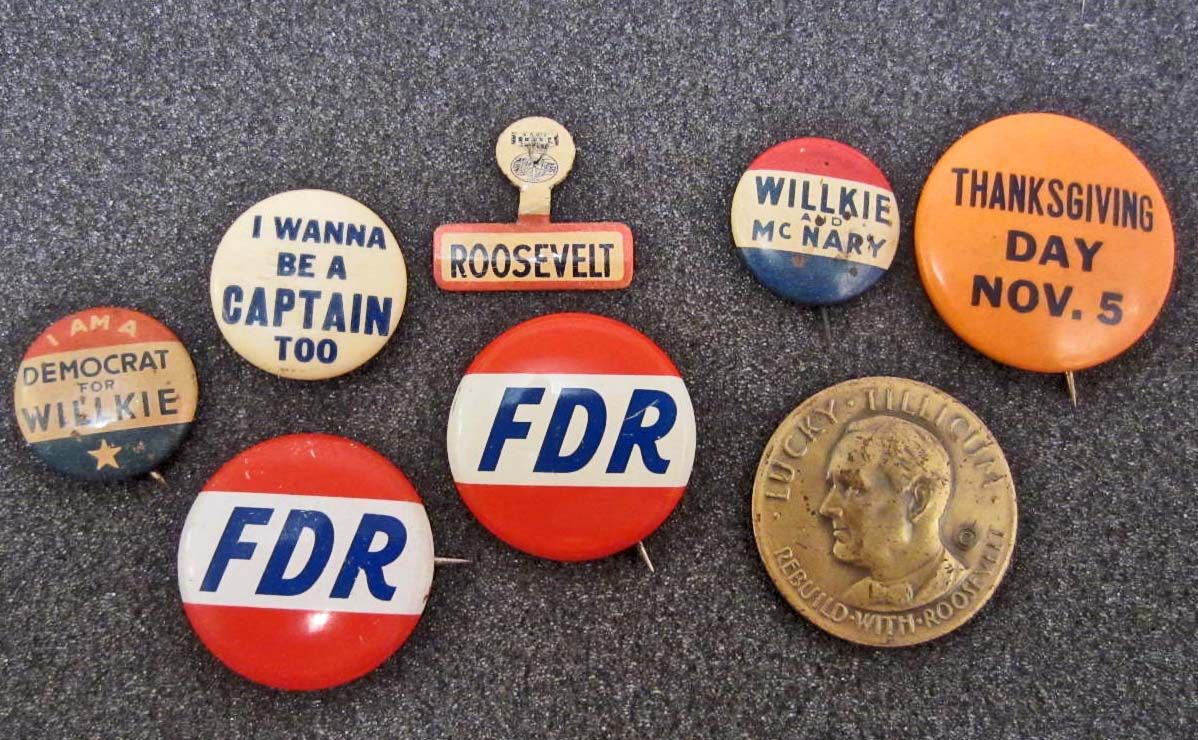 I AM A
DEMOCRAT
FOR
WILLKIE
I WANNA
BE A
CAPTAIN
TOO
ROOSEVELT
WILLKIE
AND
McNARY
THANKSGIVING
DAY
NOV. 5
FDR
FDR
LUCKY · TILLICUM ·
REBUILD · WITH · ROOSEVELT